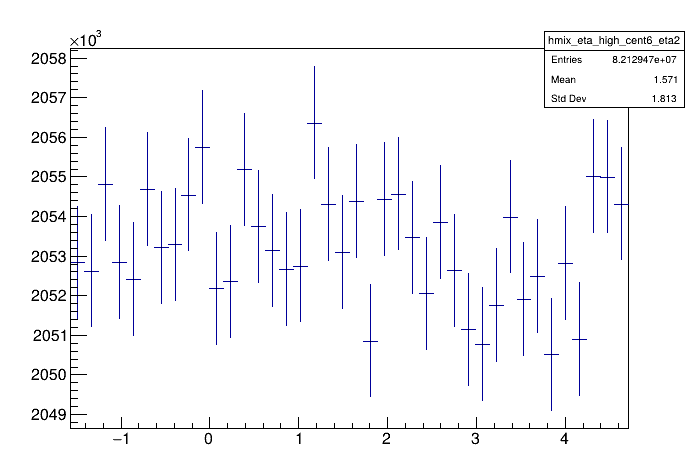 ×10³
hmix_eta_high_cent6_eta2
Entries 8.212947e+07
Mean 1.571
Std Dev 1.813
2058
2057
2056
2055
2054
2053
2052
2051
2050
2049
−1 0 1 2 3 4